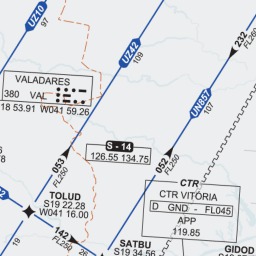 UZ10
97
UZ42
109
232
FL260
UN857
107
VALADARES
380 VAL
18 53.91 W041 59.26
S - 14
126.55 134.75
053
FL250
052
FL250
CTR
CTR VITÓRIA
D GND - FL045
APP
119.85
TOLUD
S19 22.28
W041 16.00
142
FL250
19
15
SATBU
S19 34.56
GIDOD